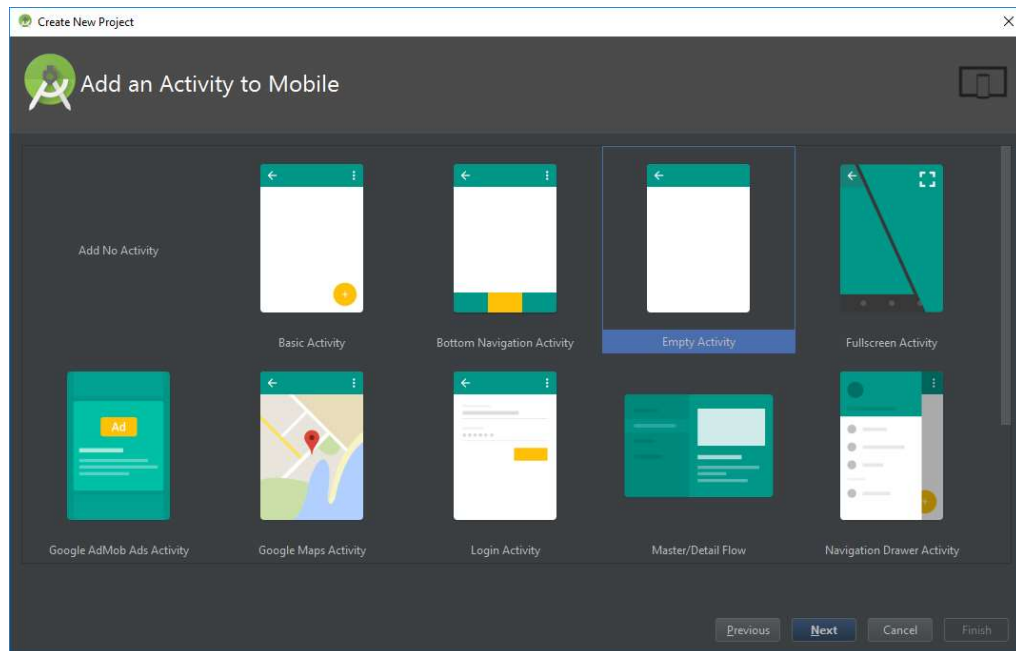 Create New Project
Add an Activity to Mobile
Add No Activity
Basic Activity
Bottom Navigation Activity
Empty Activity
Fullscreen Activity
Ad
Google AdMob Ads Activity
Google Maps Activity
Login Activity
Master/Detail Flow
Navigation Drawer Activity
Previous
Next
Cancel
Finish